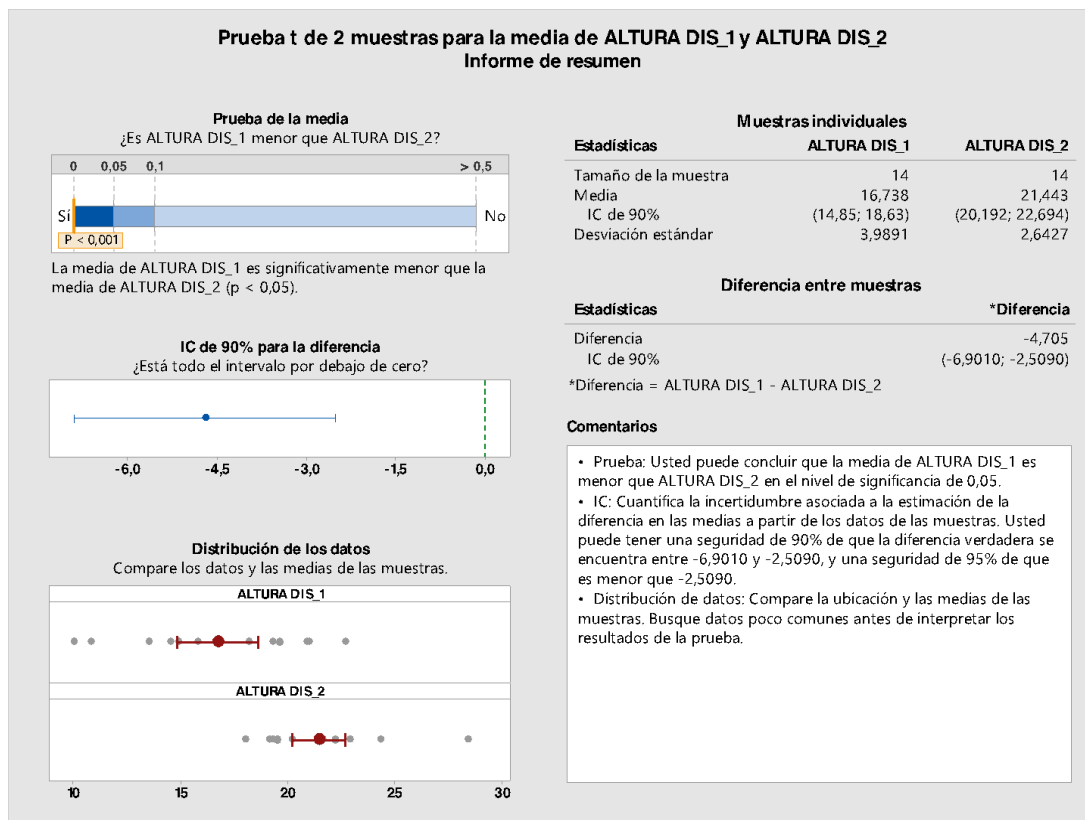 Prueba t de 2 muestras para la media de ALTURA DIS_1 y ALTURA DIS_2
Informe de resumen
Prueba de la media
¿Es ALTURA DIS_1 menor que ALTURA DIS_2?
0 0,05 0,1 > 0,5
Sí No
P < 0,001
La media de ALTURA DIS_1 es significativamente menor que la
media de ALTURA DIS_2 (p < 0,05).
IC de 90% para la diferencia
¿Está todo el intervalo por debajo de cero?
-6,0 -4,5 -3,0 -1,5 0,0
Distribución de los datos
Compare los datos y las medias de las muestras.
ALTURA DIS_1
ALTURA DIS_2
10 15 20 25 30
Muestras individuales
Estadísticas ALTURA DIS_1 ALTURA DIS_2
Tamaño de la muestra 14 14
Media 16,738 21,443
IC de 90% (14,85; 18,63) (20,192; 22,694)
Desviación estándar 3,9891 2,6427
Diferencia entre muestras
Estadísticas *Diferencia
Diferencia -4,705
IC de 90% (-6,9010; -2,5090)
*Diferencia = ALTURA DIS_1 - ALTURA DIS_2
Comentarios
• Prueba: Usted puede concluir que la media de ALTURA DIS_1 es
menor que ALTURA DIS_2 en el nivel de significancia de 0,05.
• IC: Cuantifica la incertidumbre asociada a la estimación de la
diferencia en las medias a partir de los datos de las muestras. Usted
puede tener una seguridad de 90% de que la diferencia verdadera se
encuentra entre -6,9010 y -2,5090, y una seguridad de 95% de que
es menor que -2,5090.
• Distribución de datos: Compare la ubicación y las medias de las
muestras. Busque datos poco comunes antes de interpretar los
resultados de la prueba.